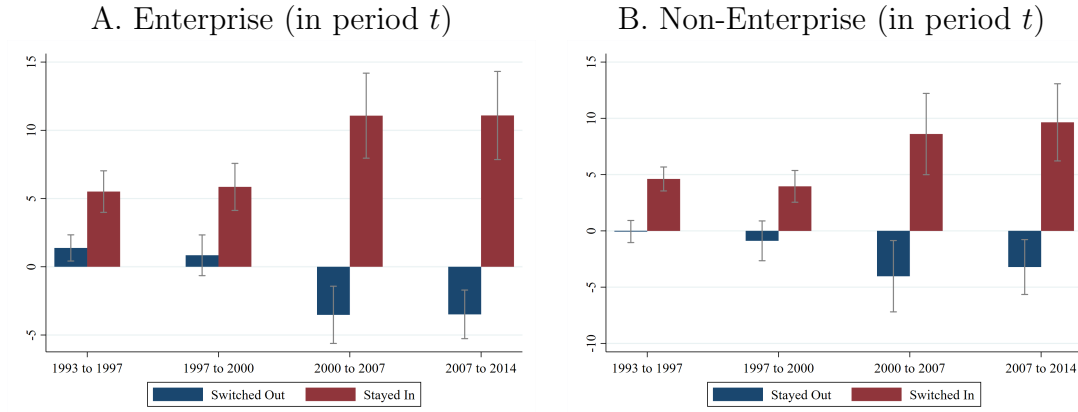 A. Enterprise (in period t)
15
10
5
0
-5
1993 to 1997
1997 to 2000
2000 to 2007
2007 to 2014
Switched Out
Stayed In
B. Non-Enterprise (in period t)
15
10
5
0
-5
-10
1993 to 1997
1997 to 2000
2000 to 2007
2007 to 2014
Stayed Out
Switched In